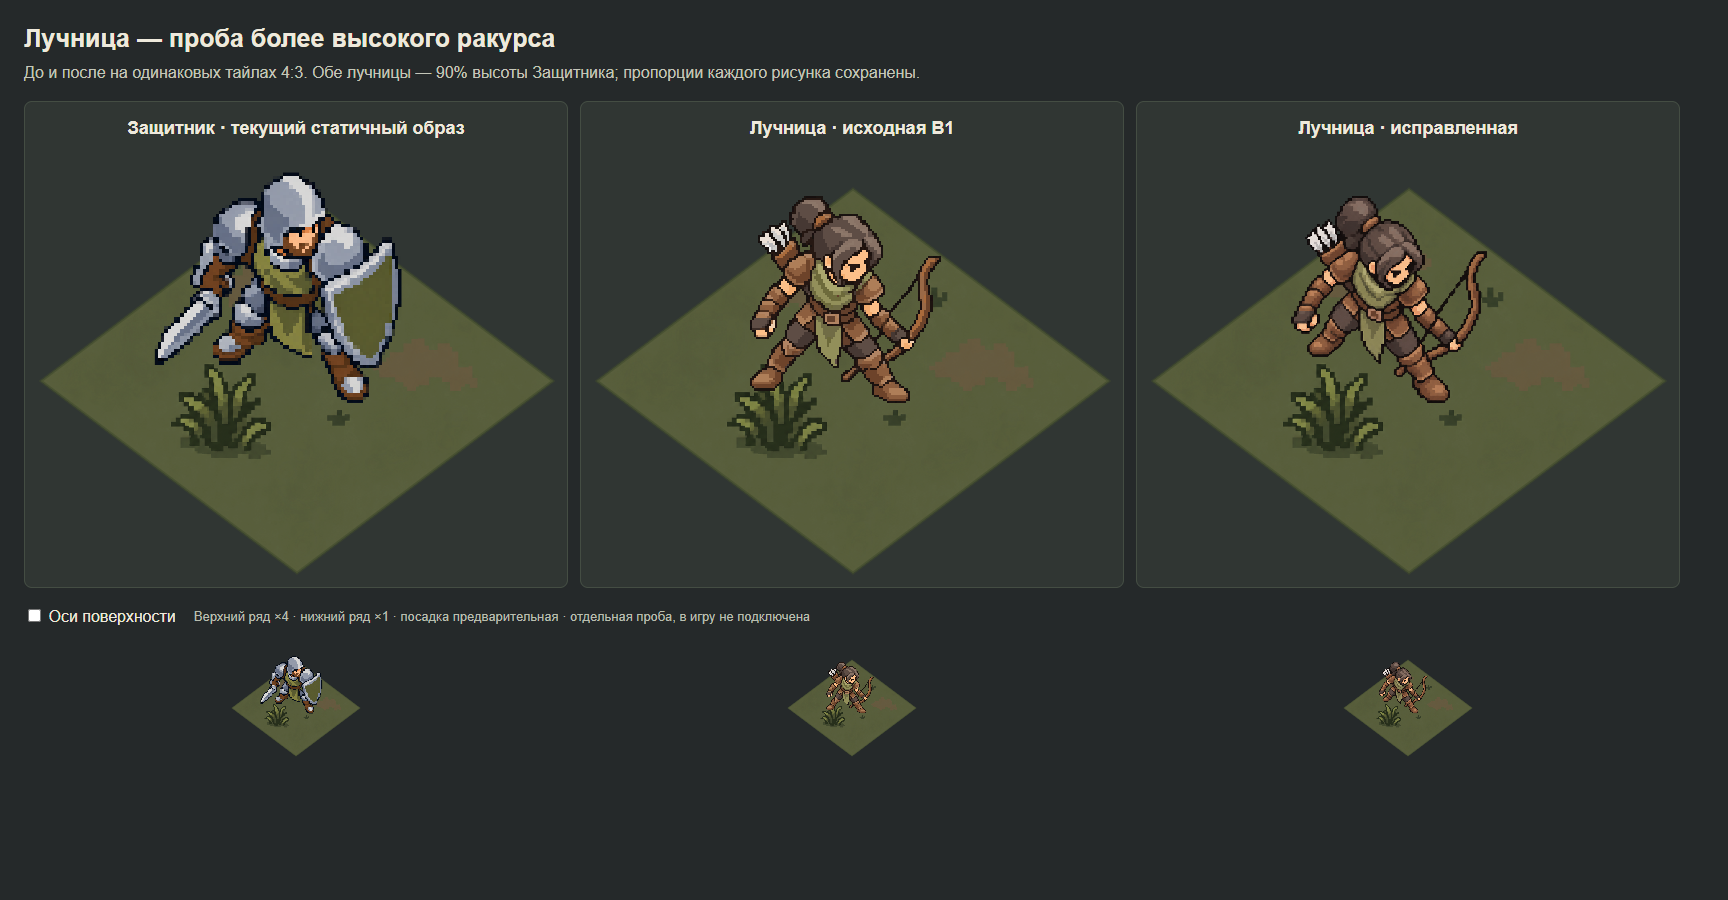 Лучница — проба более высокого ракурса
До и после на одинаковых тайлах 4:3. Обе лучницы — 90% высоты Защитника; пропорции каждого рисунка сохранены.
Защитник · текущий статичный образ
Лучница · исходная B1
Лучница · исправленная
Оси поверхности
Верхний ряд ×4 · нижний ряд ×1 · посадка предварительная · отдельная проба, в игру не подключена